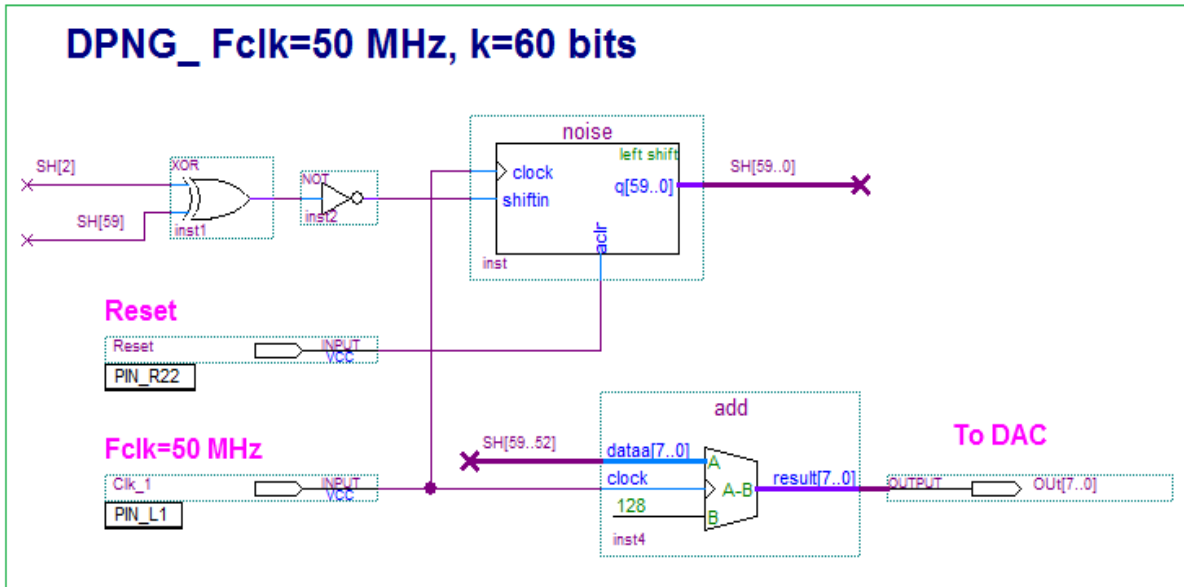 DPNG_ Fclk=50 MHz, k=60 bits
noise
left shift
SH[2]
XOR
clock
q[59..0]
SH[59..0]
NOT
shiftin
SH[59]
inst1
inst2
aclr
inst
Reset
Reset
INPUT
VCC
PIN_R22
add
SH[59..52]
dataa[7..0]
A
To DAC
Fclk=50 MHz
Clk_1
INPUT
VCC
clock
A-B
result[7..0]
OUTPUT
OUt[7..0]
PIN_L1
128
B
inst4